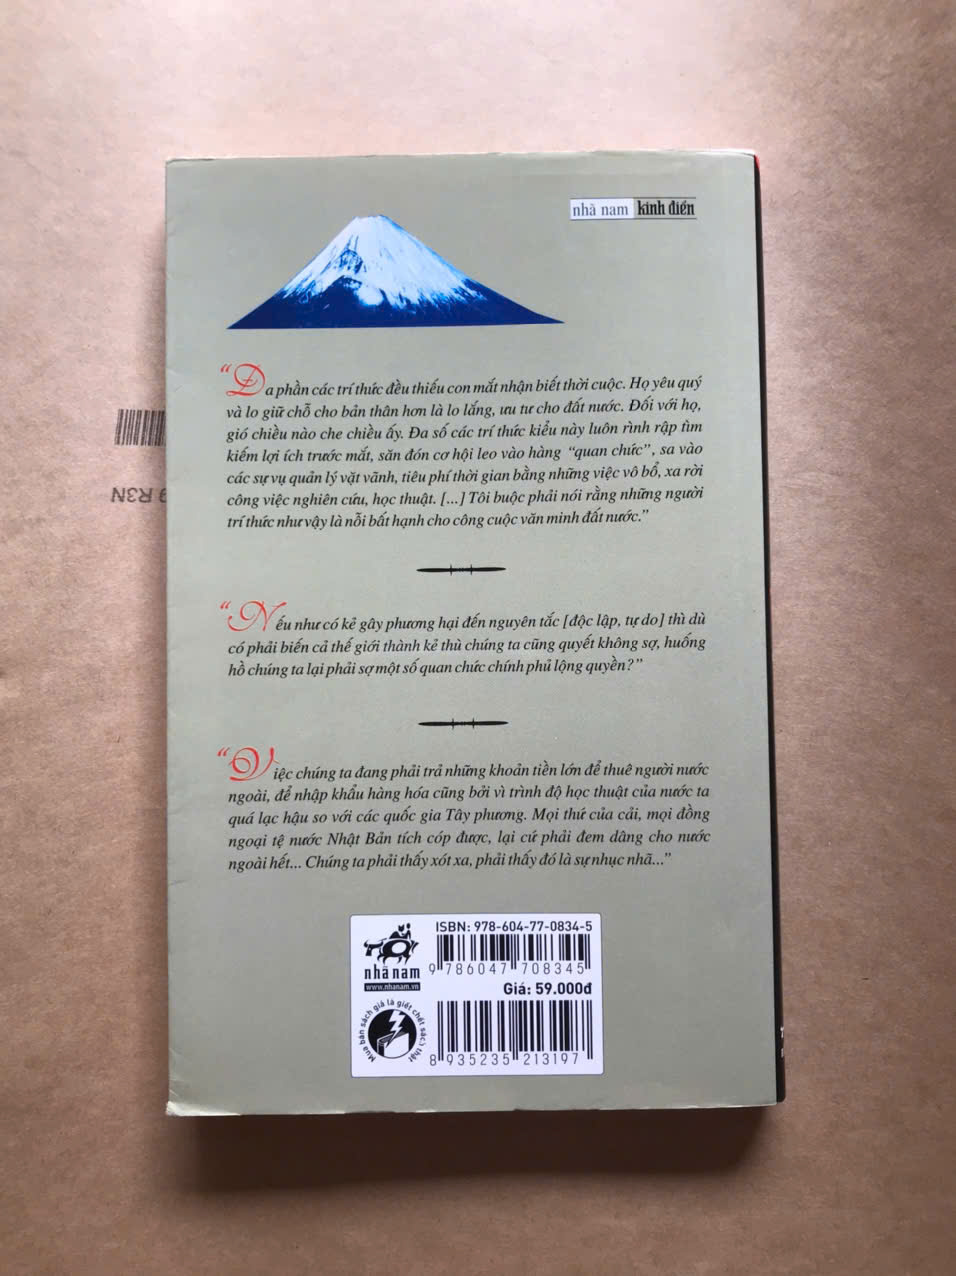 nhã nam kinh điển
“Đa phần các trí thức đều thiếu con mắt nhận biết thời cuộc. Họ yêu quý
và lo giữ chỗ cho bản thân hơn là lo lắng, ưu tư cho đất nước. Đối với họ,
gió chiều nào che chiều ấy. Đa số các trí thức kiểu này luôn rình rập tìm
kiếm lợi ích trước mắt, săn đón cơ hội leo vào hàng “quan chức”, sa vào
các sự vụ quản lý vặt vãnh, tiêu phí thời gian bằng những việc vô bổ, xa rời
công việc nghiên cứu, học thuật. [...] Tôi buộc phải nói rằng những người
trí thức như vậy là nỗi bất hạnh cho công cuộc văn minh đất nước.”
“Nếu như có kẻ gây phương hại đến nguyên tắc [độc lập, tự do] thì dù
có phải biến cả thế giới thành kẻ thù chúng ta cũng quyết không sợ, huống
hồ chúng ta lại phải sợ một số quan chức chính phủ lộng quyền?”
“Việc chúng ta đang phải trả những khoản tiền lớn để thuê người nước
ngoài, để nhập khẩu hàng hóa cũng bởi vì trình độ học thuật của nước ta
quá lạc hậu so với các quốc gia Tây phương. Mọi thứ của cải, mọi đồng
ngoại tệ nước Nhật Bản tích cóp được, lại cứ phải đem dâng cho nước
ngoài hết... Chúng ta phải thấy xót xa, phải thấy đó là sự nhục nhã...”
ISBN: 978-604-77-0834-5
9 786047 708345
nhã nam
www.nhanam.vn
Giá: 59.000đ
Mua bán sách giả là giết chết sách thật
8 935235 213197
R3N